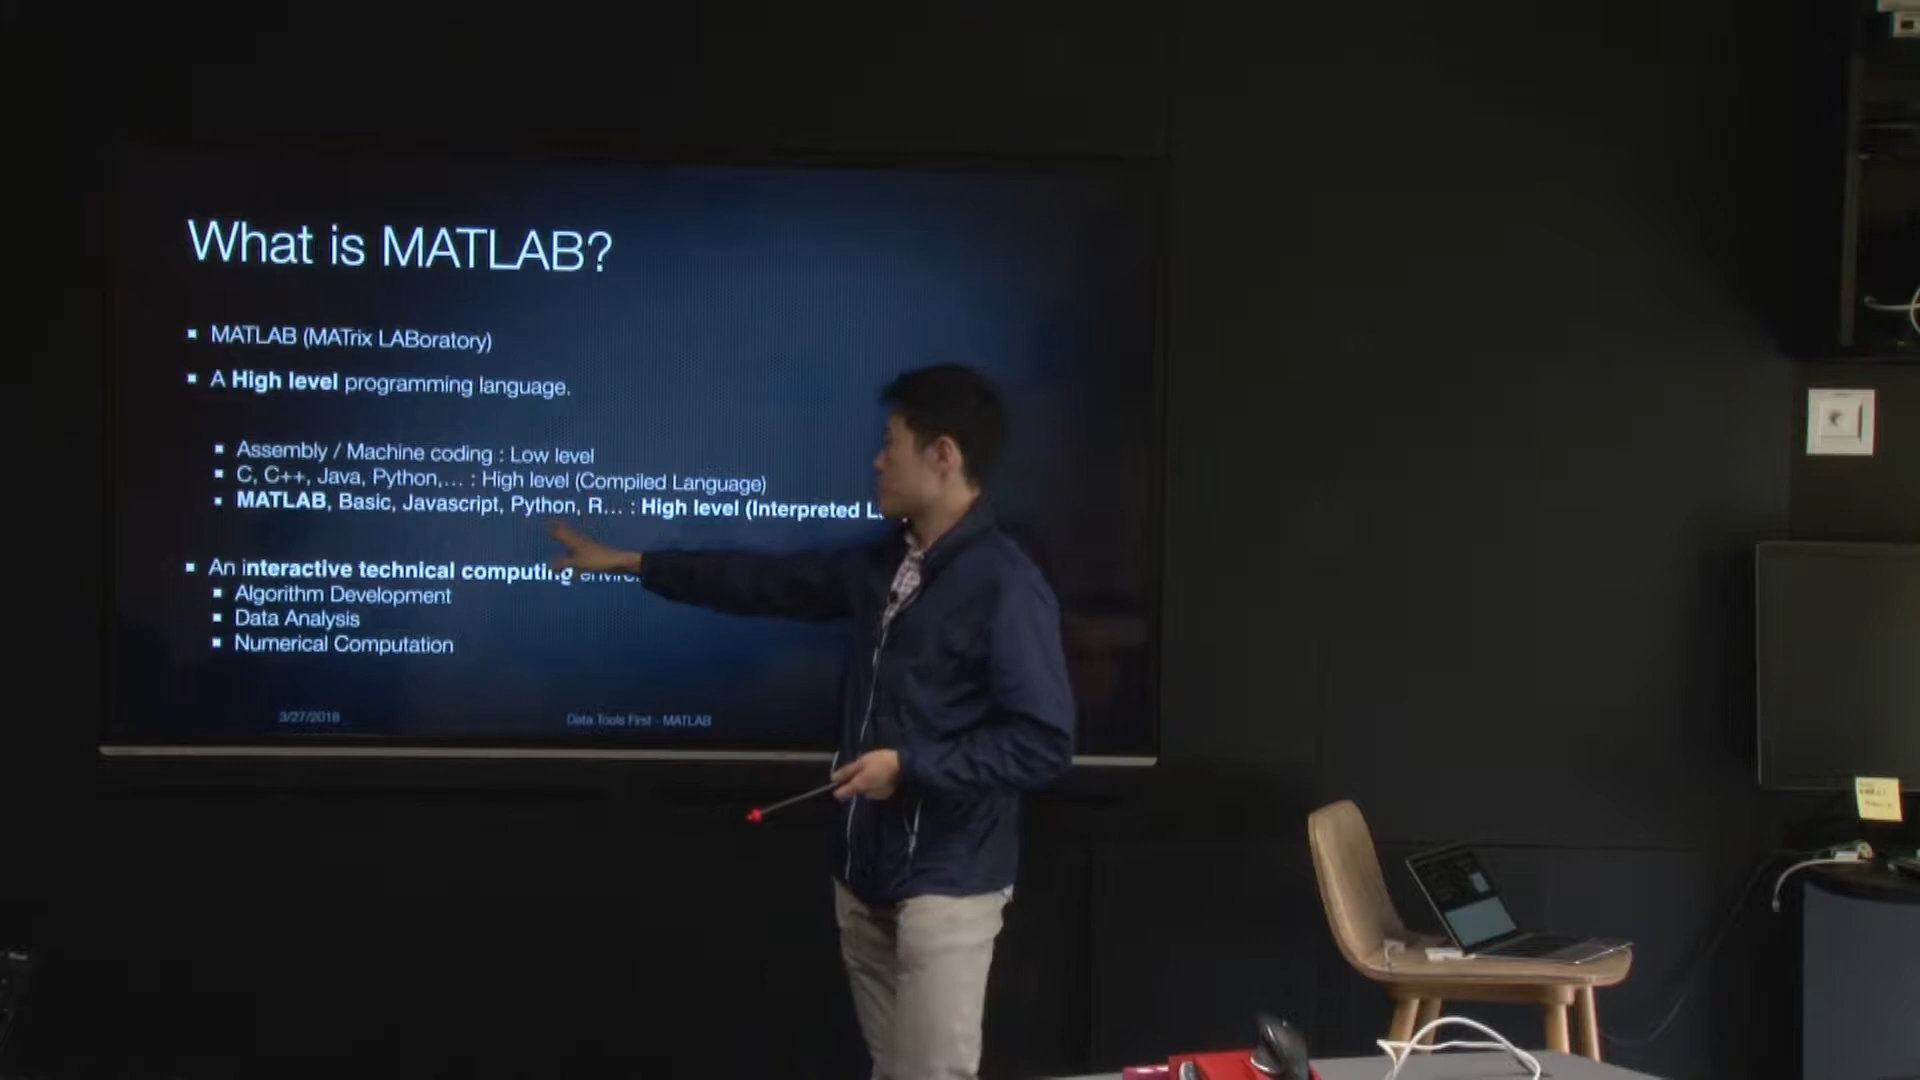 What is MATLAB?
MATLAB (MATrix LABoratory)
A High level programming language.
Assembly / Machine coding : Low level
C, C++, Java, Python,... : High level (Compiled Language)
MATLAB, Basic, Javascript, Python, R... : High level (Interpreted
An interactive technical computing
Algorithm Development
Data Analysis
Numerical Computation
3/27/2018
Data Tools First - MATLAB